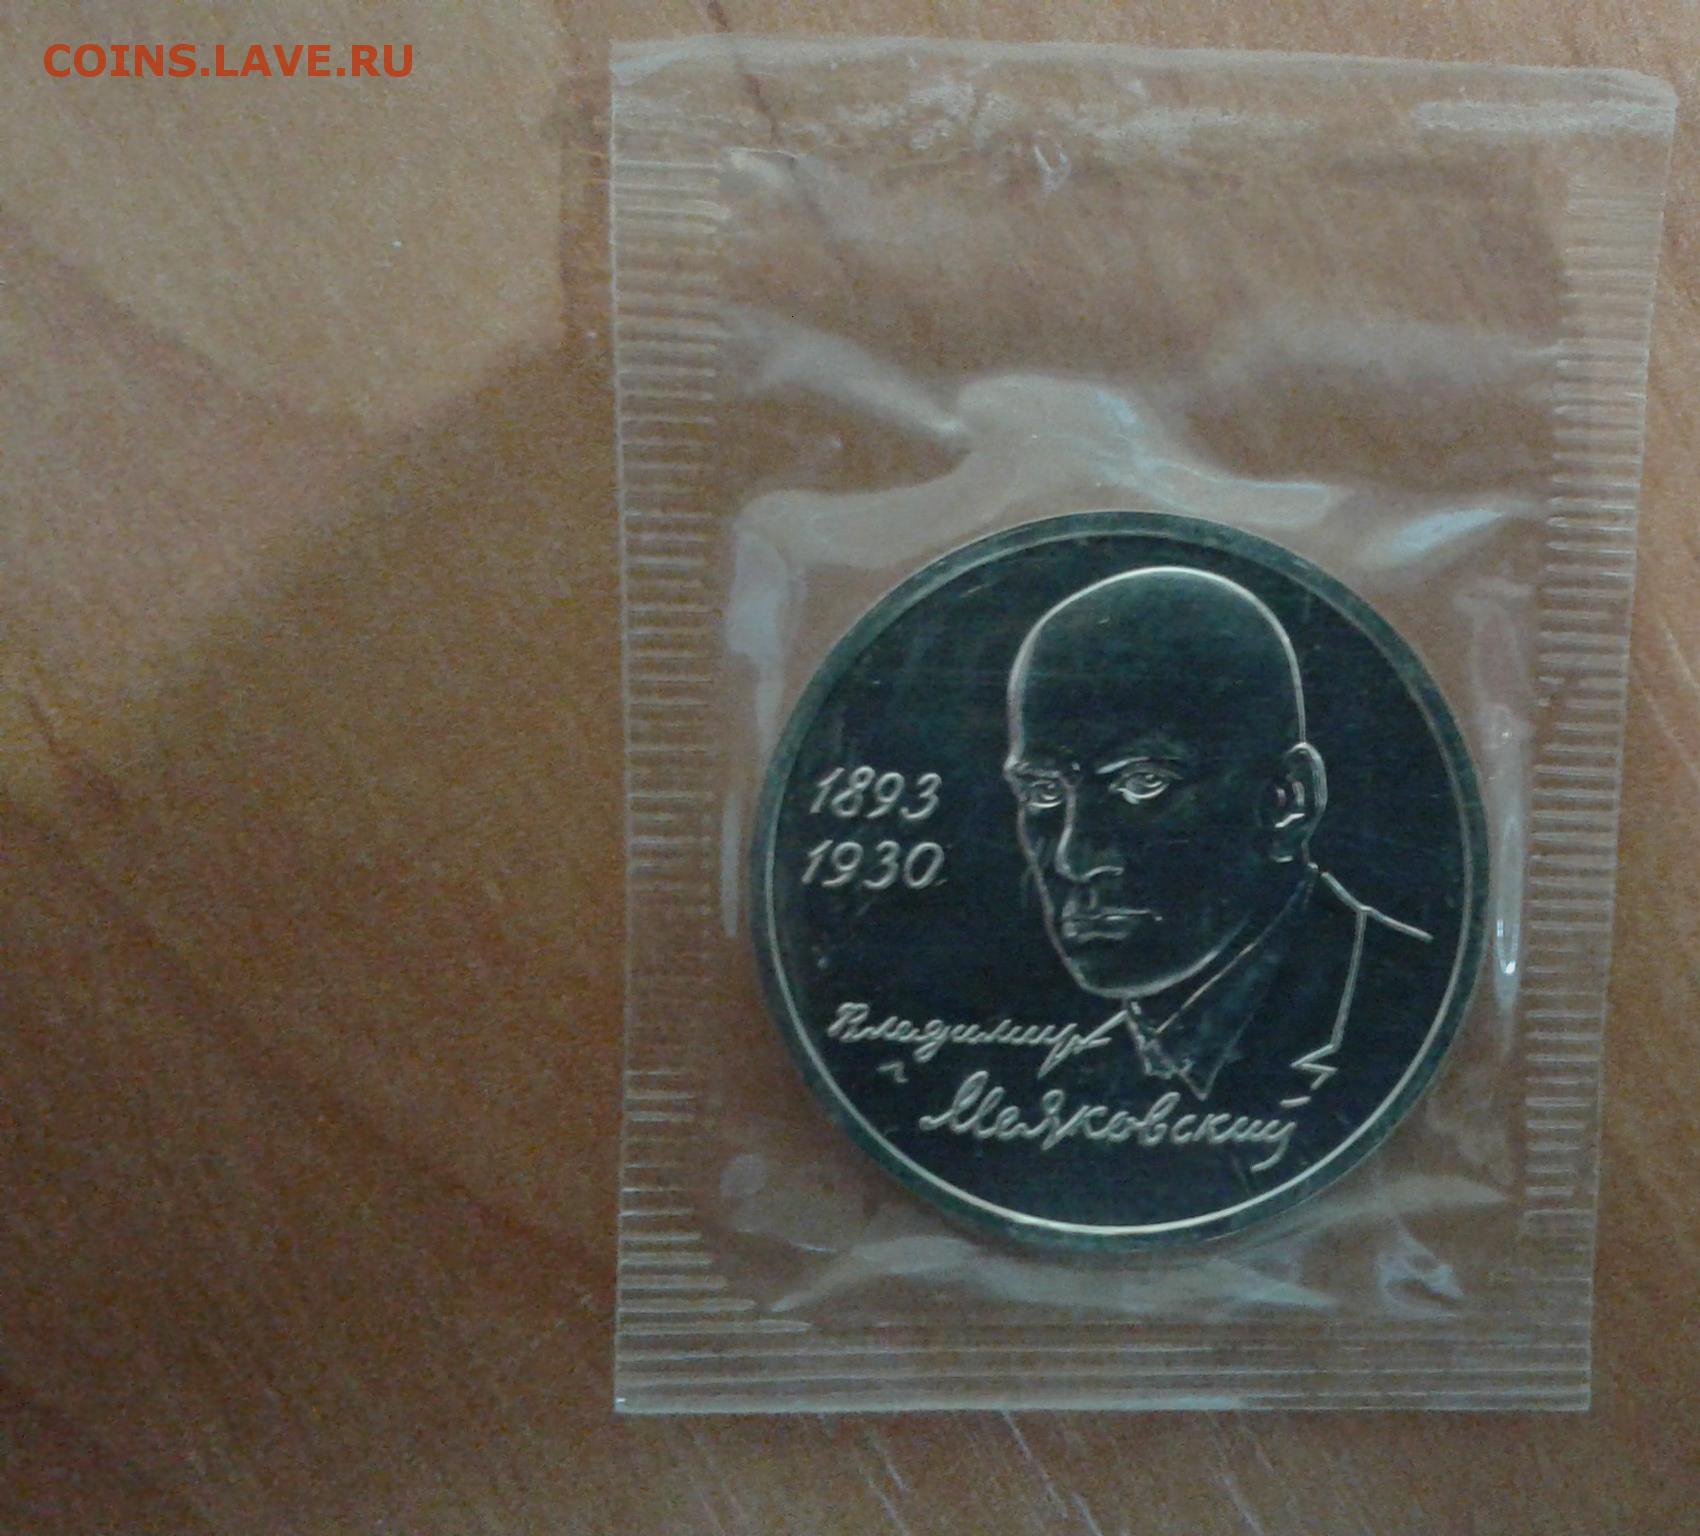 COINS.LAVE.RU
1893
1930
Владимир
Маяковский